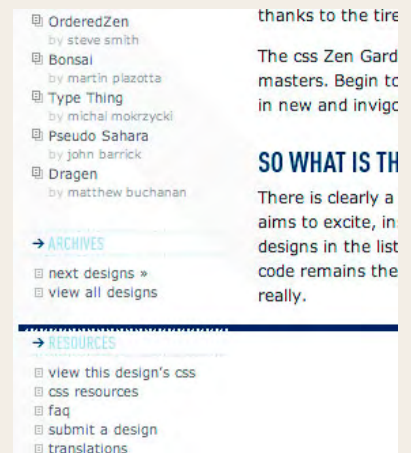 OrderedZen
by steve smith
Bonsai
by martin plazotta
Type Thing
by michal mokrzycki
Pseudo Sahara
by john barrick
Dragen
by matthew buchanan
ARCHIVES
next designs »
view all designs
RESOURCES
view this design's css
css resources
faq
submit a design
translations
thanks to the tire
The css Zen Gard
masters. Begin to
in new and invigo
SO WHAT IS TH
There is clearly a
aims to excite, in
designs in the list
code remains the
really.